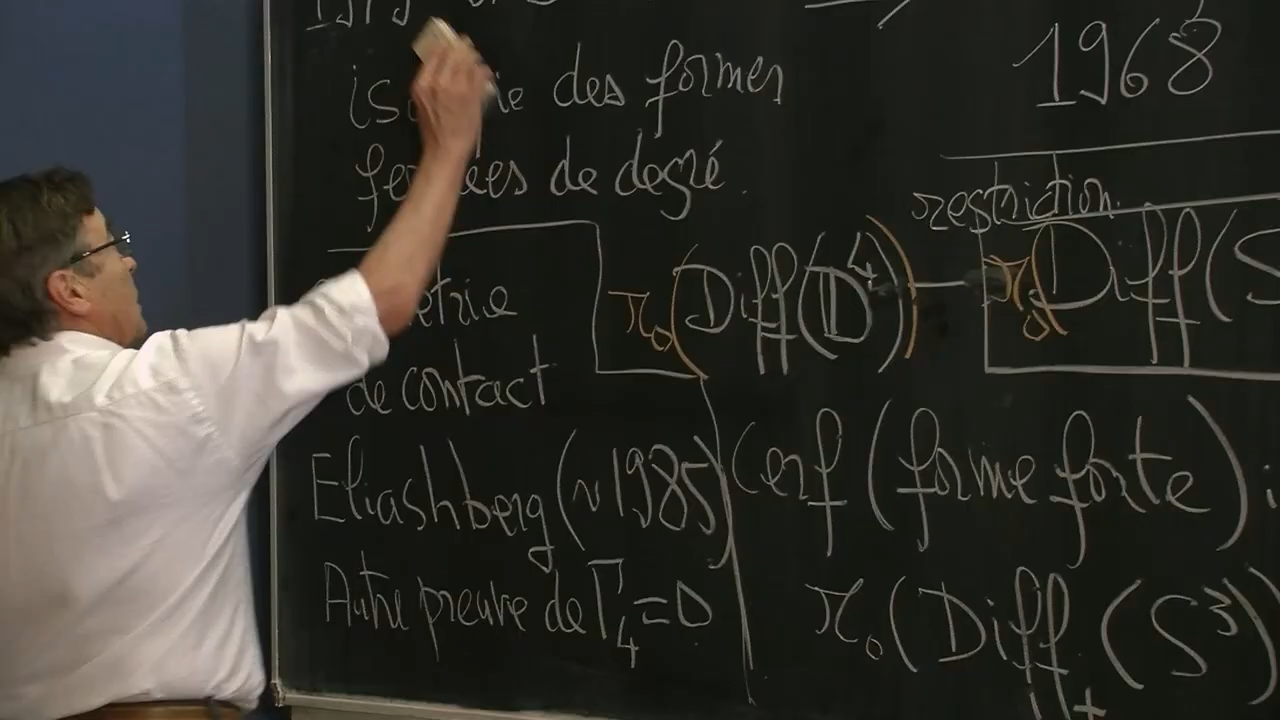 des formes
de degré.
de contact
Eliashberg (~1985)
Autre preuve de Γ₄=0
1968
restriction
π₀(Diff(D⁴)) — π₀(Diff(S
Cerf (forme forte) :
π₀(Diff₊(S³)